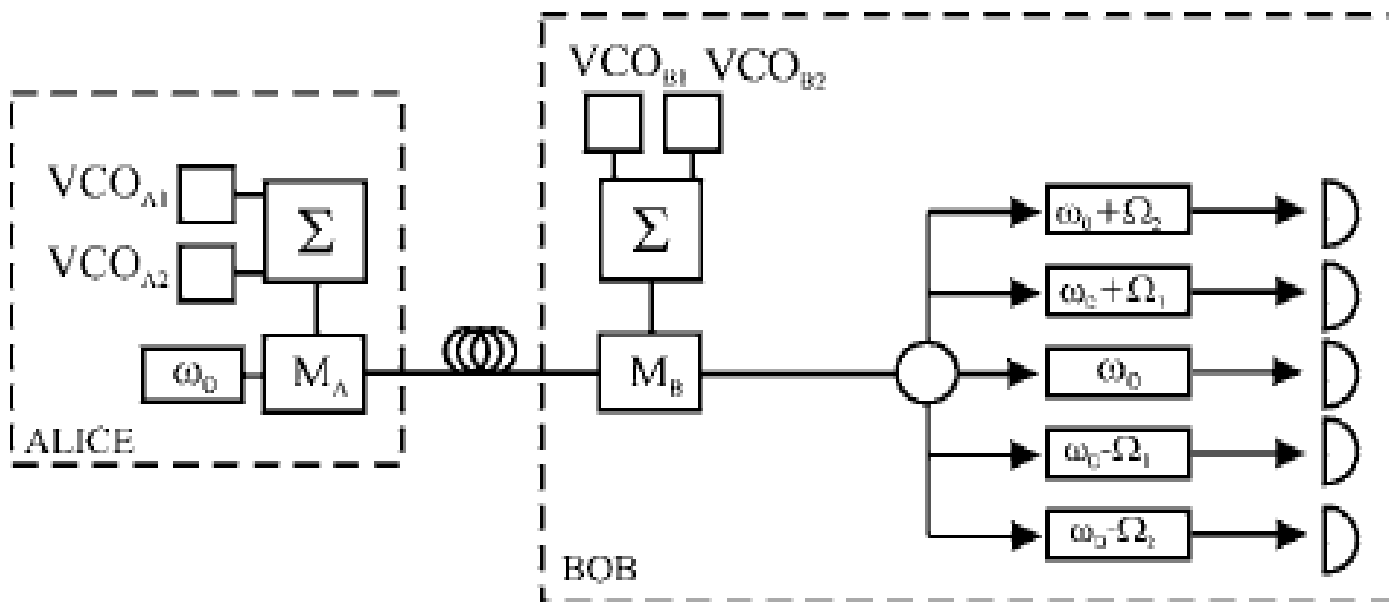 VCO_B1 VCO_B2
VCO_A1
Σ
Σ
VCO_A2
ω₀
M_A
M_B
ALICE
BOB
ω₀+Ω₂
ω₀+Ω₁
ω₀
ω₀-Ω₁
ω₀-Ω₂